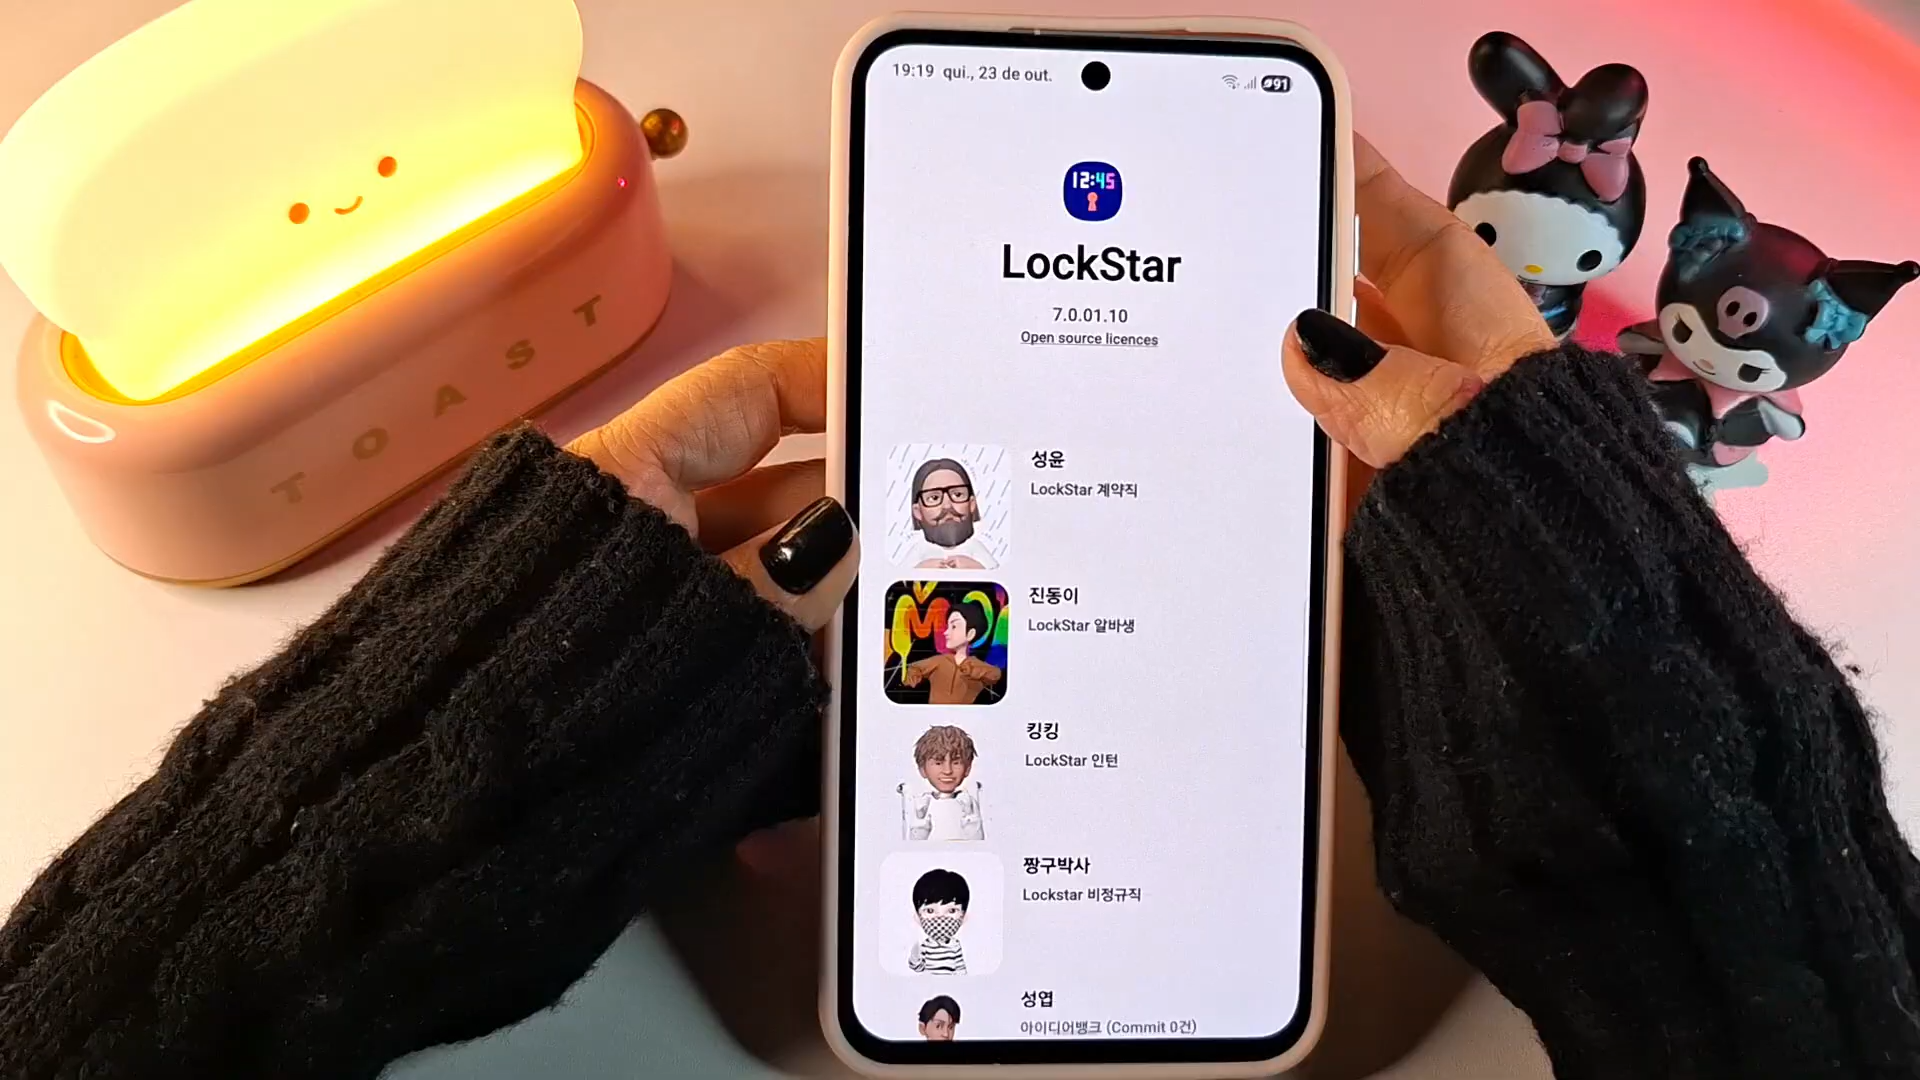 19:19 qui., 23 de out.
91
12:45
LockStar
7.0.01.10
Open source licences
성윤
LockStar 계약직
진동이
LockStar 알바생
킹킹
LockStar 인턴
짱구박사
Lockstar 비정규직
성엽
아이디어뱅크 (Commit 0건)
TOAST